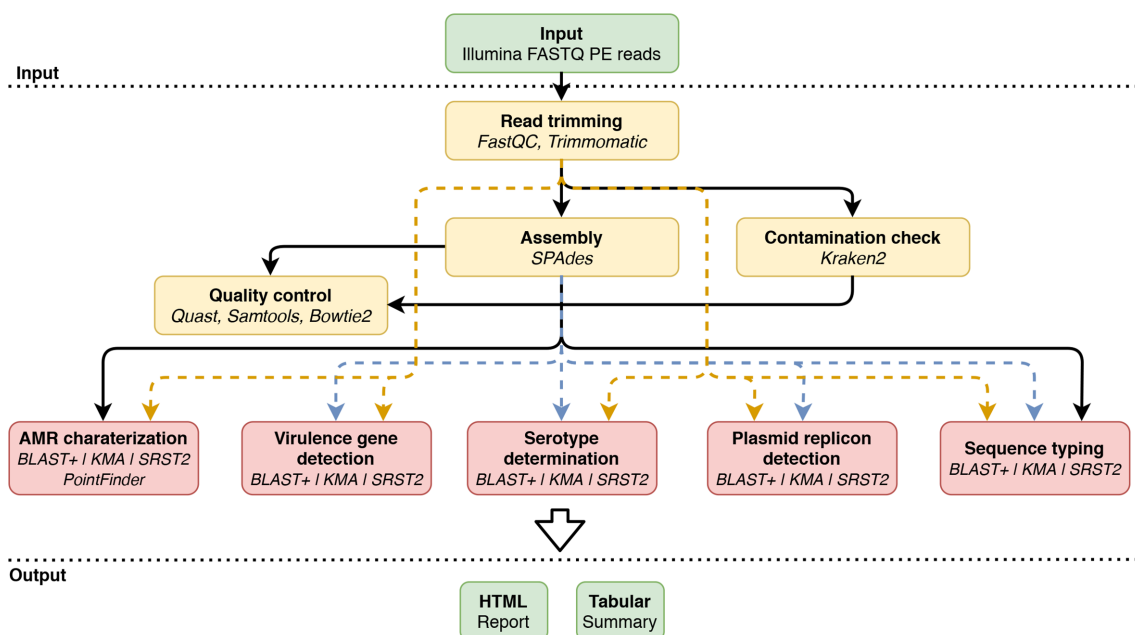 Input
Illumina FASTQ PE reads
Input
Read trimming
FastQC, Trimmomatic
Assembly
SPAdes
Contamination check
Kraken2
Quality control
Quast, Samtools, Bowtie2
AMR charaterization
BLAST+ I KMA I SRST2
PointFinder
Virulence gene
detection
BLAST+ I KMA I SRST2
Serotype
determination
BLAST+ I KMA I SRST2
Plasmid replicon
detection
BLAST+ I KMA I SRST2
Sequence typing
BLAST+ I KMA I SRST2
Output
HTML
Report
Tabular
Summary